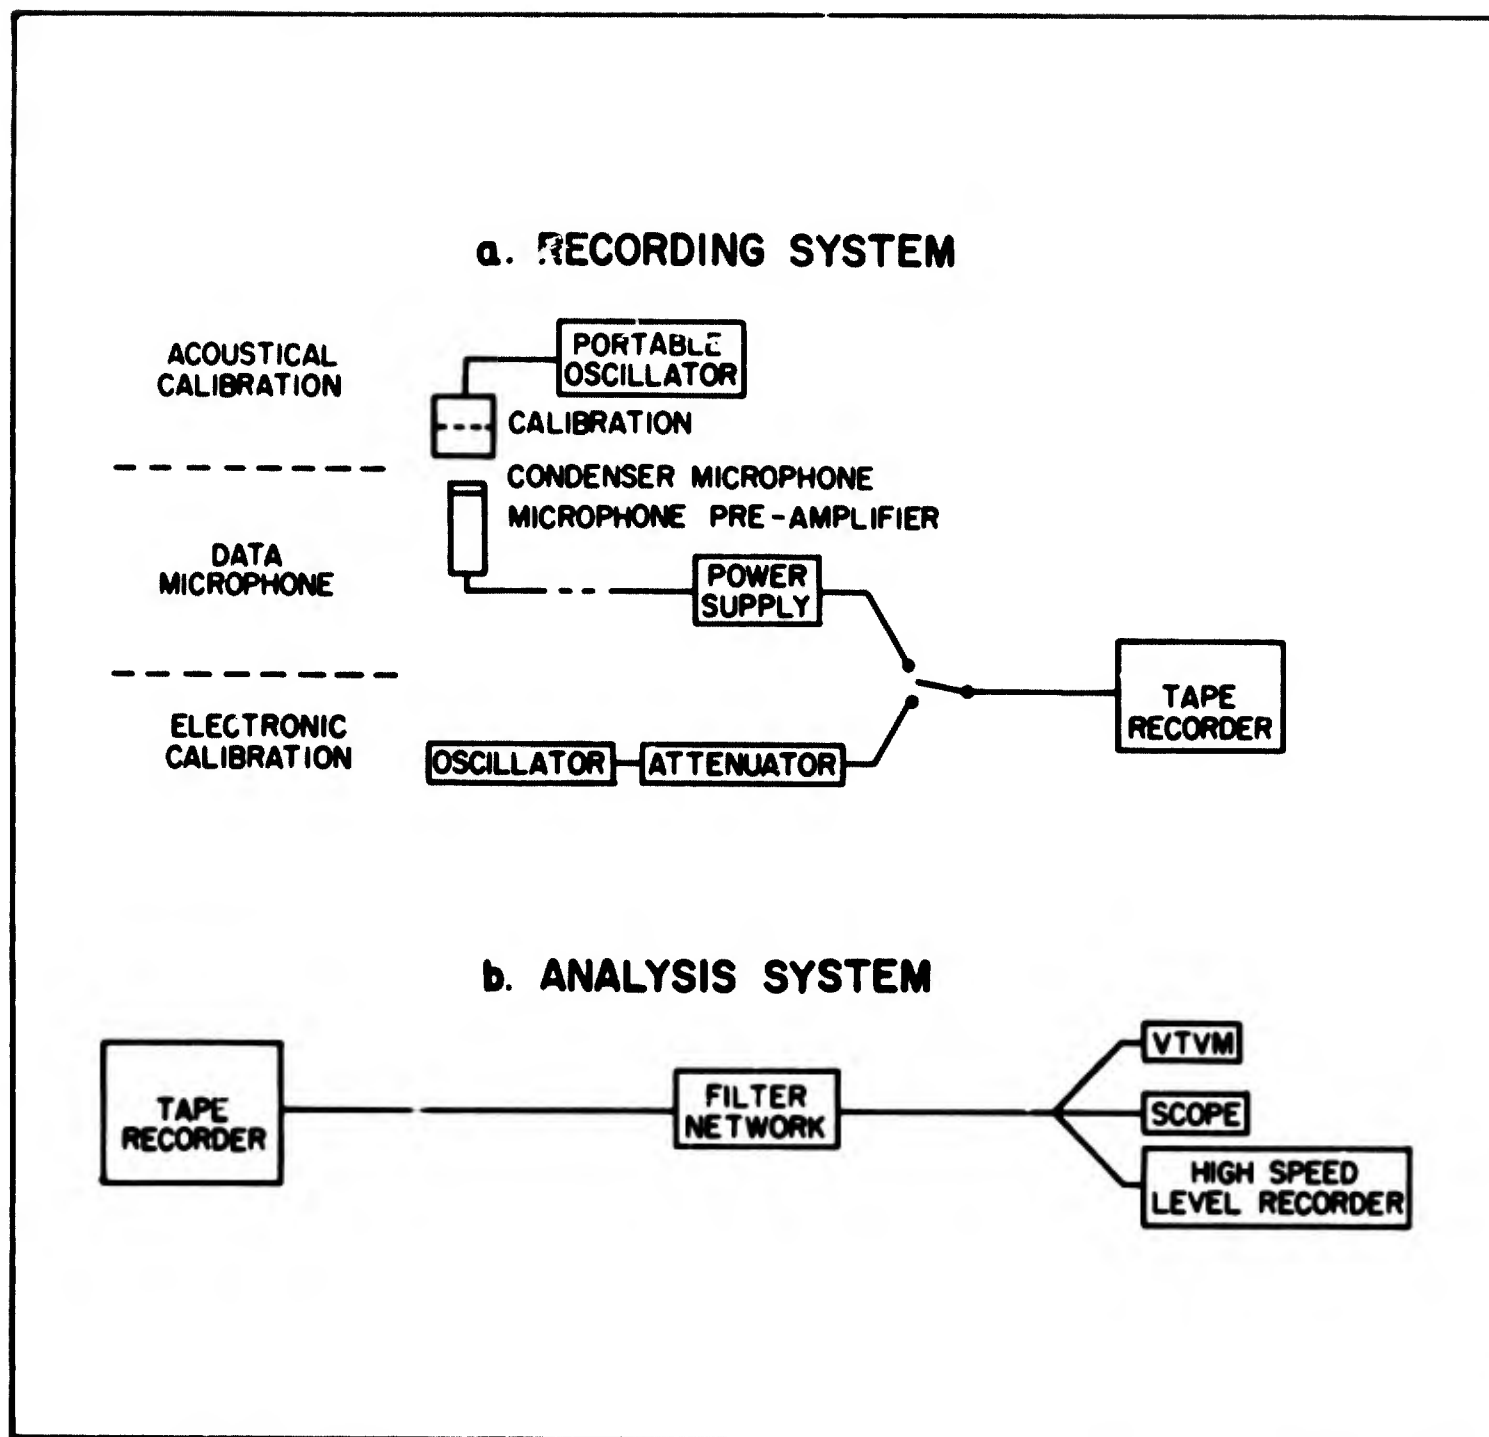 a. RECORDING SYSTEM
ACOUSTICAL
CALIBRATION
PORTABLE
OSCILLATOR
CALIBRATION
CONDENSER MICROPHONE
MICROPHONE PRE-AMPLIFIER
DATA
MICROPHONE
POWER
SUPPLY
TAPE
RECORDER
ELECTRONIC
CALIBRATION
OSCILLATOR
ATTENUATOR
b. ANALYSIS SYSTEM
TAPE
RECORDER
FILTER
NETWORK
VTVM
SCOPE
HIGH SPEED
LEVEL RECORDER